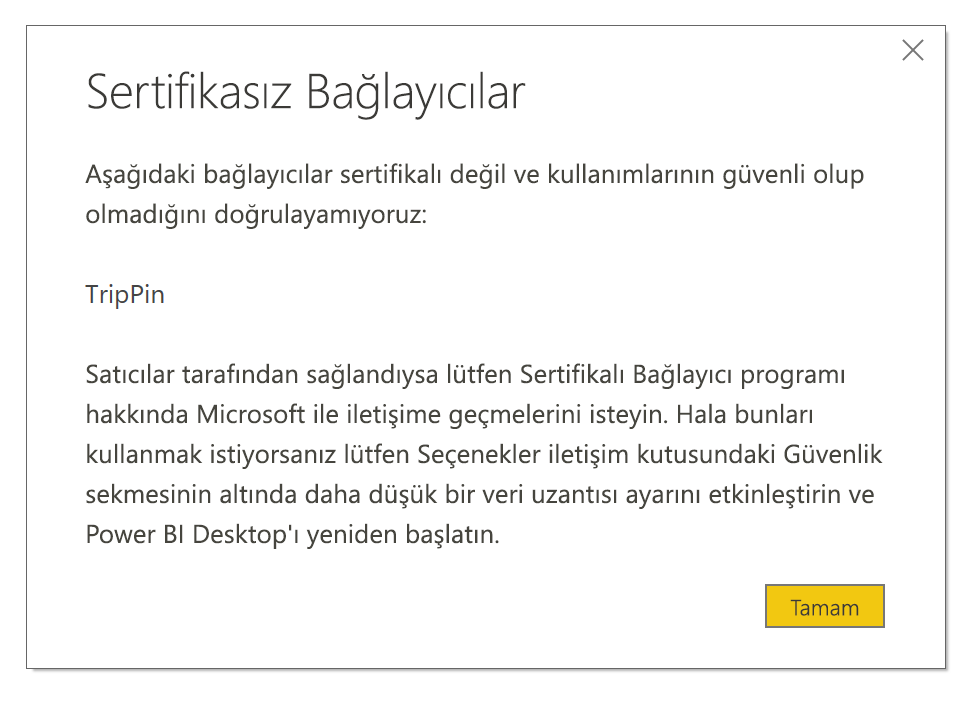 Sertifikasız Bağlayıcılar
Aşağıdaki bağlayıcılar sertifikalı değil ve kullanımlarının güvenli olup
olmadığını doğrulayamıyoruz:
TripPin
Satıcılar tarafından sağlandıysa lütfen Sertifikalı Bağlayıcı programı
hakkında Microsoft ile iletişime geçmelerini isteyin. Hala bunları
kullanmak istiyorsanız lütfen Seçenekler iletişim kutusundaki Güvenlik
sekmesinin altında daha düşük bir veri uzantısı ayarını etkinleştirin ve
Power BI Desktop'ı yeniden başlatın.
Tamam